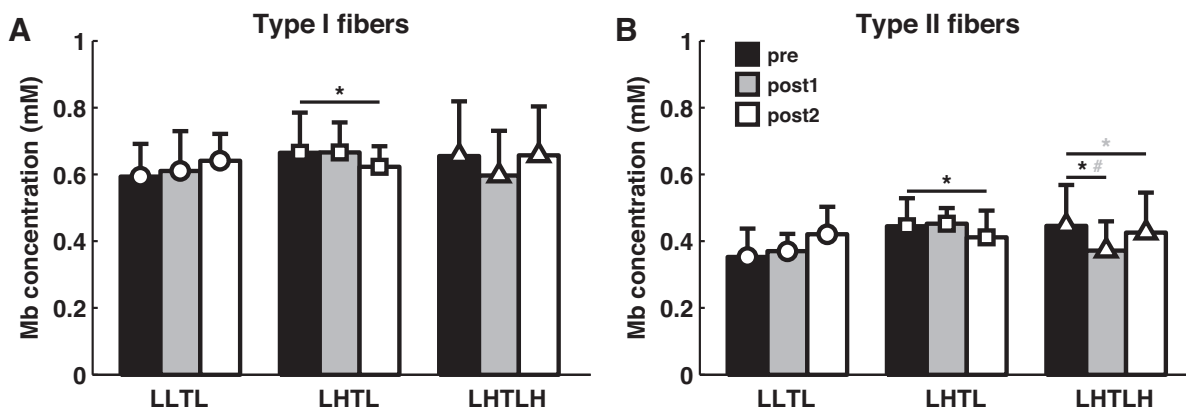 A
Type I fibers
Mb concentration (mM)
1
0.8
0.6
0.4
0.2
0
*
LLTL
LHTL
LHTLH
B
Type II fibers
Mb concentration (mM)
1
0.8
0.6
0.4
0.2
0
pre
post1
post2
*
*
* #
LLTL
LHTL
LHTLH